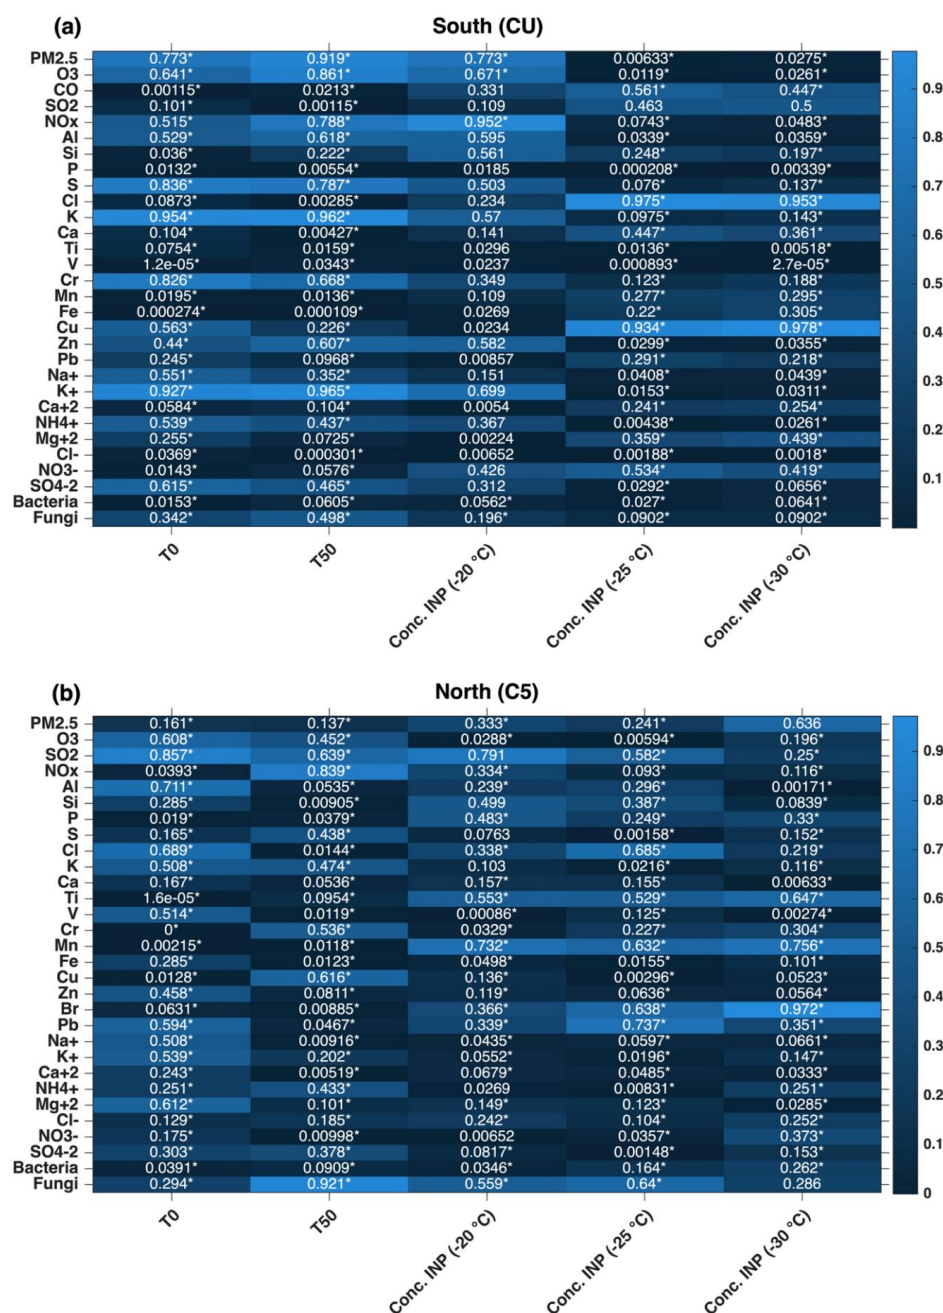 (a) South (CU)
PM2.5 0.773* 0.919* 0.773* 0.00633* 0.0275* 0.9
O3 0.641* 0.861* 0.671* 0.0119* 0.0261*
CO 0.00115* 0.0213* 0.331 0.561* 0.447*
SO2 0.101* 0.00115* 0.109 0.463 0.5 0.8
NOx 0.515* 0.788* 0.952* 0.0743* 0.0483*
Al 0.529* 0.618* 0.595 0.0339* 0.0359*
Si 0.036* 0.222* 0.561 0.248* 0.197* 0.7
P 0.0132* 0.00554* 0.0185 0.000208* 0.00339*
S 0.836* 0.787* 0.503 0.076* 0.137*
Cl 0.0873* 0.00285* 0.234 0.975* 0.953* 0.6
K 0.954* 0.962* 0.57 0.0975* 0.143*
Ca 0.104* 0.00427* 0.141 0.447* 0.361*
Ti 0.0754* 0.0159* 0.0296 0.0136* 0.00518* 0.5
V 1.2e-05* 0.0343* 0.0237 0.000893* 2.7e-05*
Cr 0.826* 0.668* 0.349 0.123* 0.188*
Mn 0.0195* 0.0136* 0.109 0.277* 0.295*
Fe 0.000274* 0.000109* 0.0269 0.22* 0.305* 0.4
Cu 0.563* 0.226* 0.0234 0.934* 0.978*
Zn 0.44* 0.607* 0.582 0.0299* 0.0355*
Pb 0.245* 0.0968* 0.00857 0.291* 0.218* 0.3
Na+ 0.551* 0.352* 0.151 0.0408* 0.0439*
K+ 0.927* 0.965* 0.699 0.0153* 0.0311*
Ca+2 0.0584* 0.104* 0.0054 0.241* 0.254* 0.2
NH4+ 0.539* 0.437* 0.367 0.00438* 0.0261*
Mg+2 0.255* 0.0725* 0.00224 0.359* 0.439*
Cl- 0.0369* 0.000301* 0.00652 0.00188* 0.0018*
NO3- 0.0143* 0.0576* 0.426 0.534* 0.419* 0.1
SO4-2 0.615* 0.465* 0.312 0.0292* 0.0656*
Bacteria 0.0153* 0.0605* 0.0562* 0.027* 0.0641*
Fungi 0.342* 0.498* 0.196* 0.0902* 0.0902*
T0 T50 Conc. INP (-20 °C) Conc. INP (-25 °C) Conc. INP (-30 °C)
(b) North (C5)
PM2.5 0.161* 0.137* 0.333* 0.241* 0.636
O3 0.608* 0.452* 0.0288* 0.00594* 0.196* 0.9
SO2 0.857* 0.639* 0.791 0.582* 0.25*
NOx 0.0393* 0.839* 0.334* 0.093* 0.116*
Al 0.711* 0.0535* 0.239* 0.296* 0.00171* 0.8
Si 0.285* 0.00905* 0.499 0.387* 0.0839*
P 0.019* 0.0379* 0.483* 0.249* 0.33*
S 0.165* 0.438* 0.0763 0.00158* 0.152* 0.7
Cl 0.689* 0.0144* 0.338* 0.685* 0.219*
K 0.508* 0.474* 0.103 0.0216* 0.116*
Ca 0.167* 0.0536* 0.157* 0.155* 0.00633* 0.6
Ti 1.6e-05* 0.0954* 0.553* 0.529* 0.647*
V 0.514* 0.0119* 0.00086* 0.125* 0.00274*
Cr 0* 0.536* 0.0329* 0.227* 0.304* 0.5
Mn 0.00215* 0.0118* 0.732* 0.632* 0.756*
Fe 0.285* 0.0123* 0.0498* 0.0155* 0.101*
Cu 0.0128* 0.616* 0.136* 0.00296* 0.0523* 0.4
Zn 0.458* 0.0811* 0.119* 0.0636* 0.0564*
Br 0.0631* 0.00885* 0.366* 0.638* 0.972*
Pb 0.594* 0.0467* 0.339* 0.737* 0.351* 0.3
Na+ 0.508* 0.00916* 0.0435* 0.0597* 0.0661*
K+ 0.539* 0.202* 0.0552* 0.0196* 0.147*
Ca+2 0.243* 0.00519* 0.0679* 0.0485* 0.0333* 0.2
NH4+ 0.251* 0.433* 0.0269 0.00831* 0.251*
Mg+2 0.612* 0.101* 0.149* 0.123* 0.0285*
Cl- 0.129* 0.185* 0.242* 0.104* 0.252*
NO3- 0.175* 0.00998* 0.00652 0.0357* 0.373* 0.1
SO4-2 0.303* 0.378* 0.0817* 0.00148* 0.153*
Bacteria 0.0391* 0.0909* 0.0346* 0.164* 0.262*
Fungi 0.294* 0.921* 0.559* 0.64* 0.286 0
T0 T50 Conc. INP (-20 °C) Conc. INP (-25 °C) Conc. INP (-30 °C)